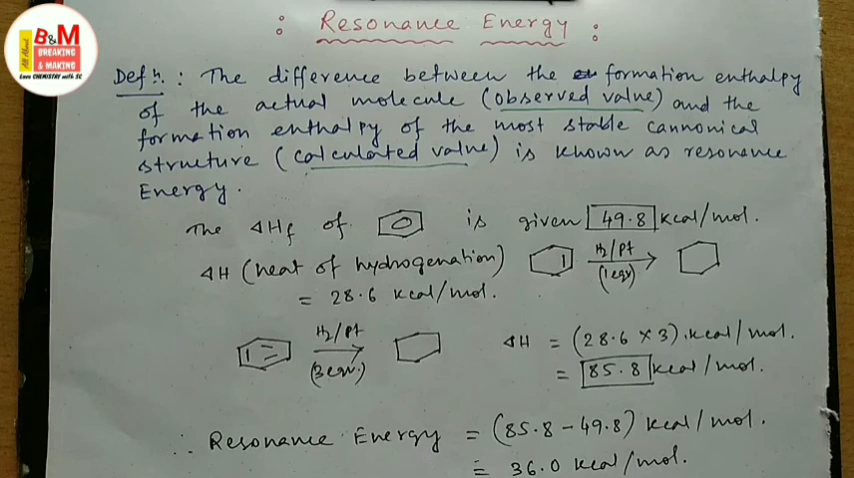 B&M
All About
BREAKING
& MAKING
Love CHEMISTRY with SC
: Resonance Energy :
Defn. : The difference between the formation enthalpy
of the actual molecule (observed value) and the
formation enthalpy of the most stable cannonical
structure (calculated value) is known as resonance
Energy.
The ΔHf of is given 49.8 kcal/mol.
ΔH (heat of hydrogenation) H2/Pt (1 eqv)
= 28.6 kcal/mol.
H2/Pt (3 eqv.) ΔH = (28.6 × 3) kcal/mol.
= 85.8 kcal/mol.
∴ Resonance Energy = (85.8 – 49.8) kcal/mol.
= 36.0 kcal/mol.